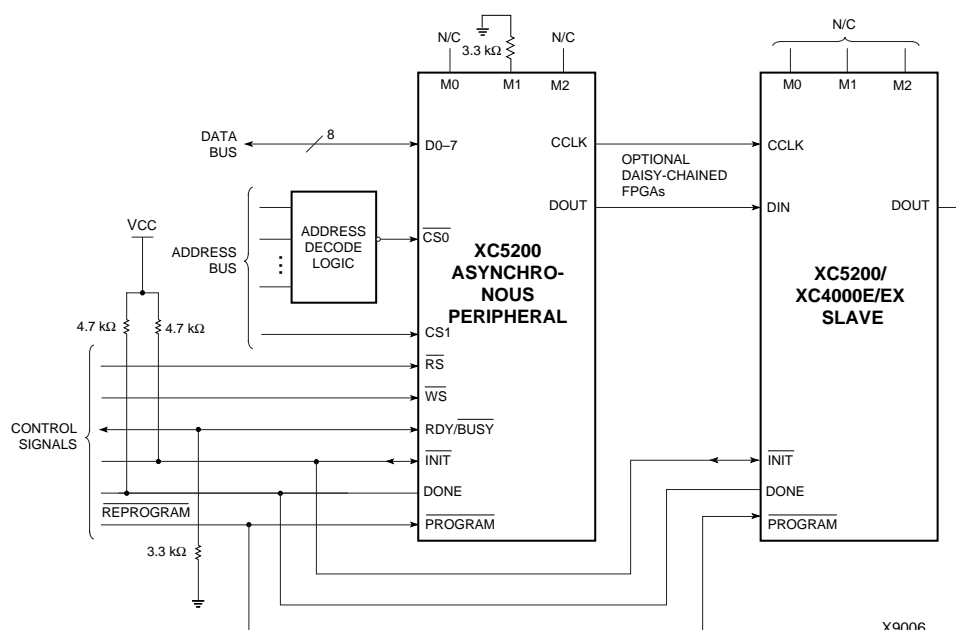 N/C
3.3 kΩ
N/C
N/C
M0 M1 M2
M0 M1 M2
DATA
BUS
8
D0–7
CCLK
OPTIONAL
DAISY-CHAINED
FPGAs
CCLK
DOUT
DIN
DOUT
VCC
ADDRESS
BUS
ADDRESS
DECODE
LOGIC
CS0
XC5200
ASYNCHRO-
NOUS
PERIPHERAL
XC5200/
XC4000E/EX
SLAVE
4.7 kΩ
4.7 kΩ
CS1
CONTROL
SIGNALS
RS
WS
RDY/BUSY
INIT
DONE
REPROGRAM
PROGRAM
INIT
DONE
PROGRAM
3.3 kΩ
X9006